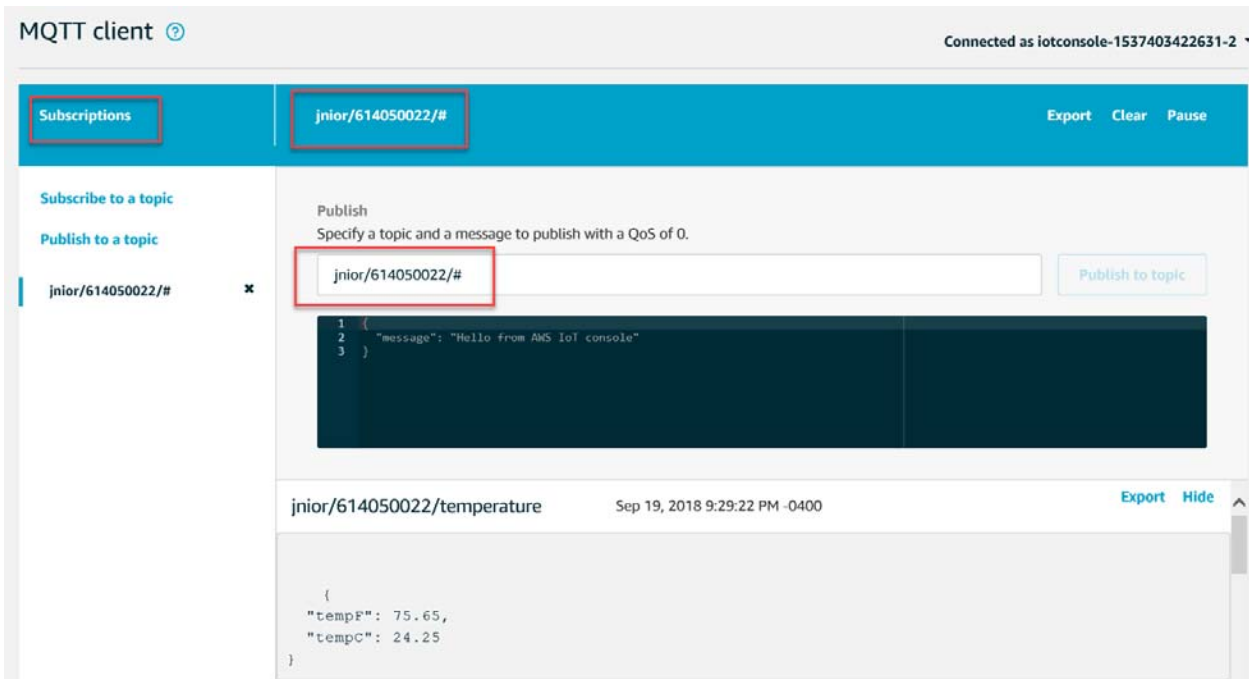 MQTT client ?
Connected as iotconsole-1537403422631-2
Subscriptions
jnior/614050022/#
Export Clear Pause
Subscribe to a topic
Publish to a topic
jnior/614050022/# ×
Publish
Specify a topic and a message to publish with a QoS of 0.
jnior/614050022/#
Publish to topic
1 {
2 "message": "Hello from AWS IoT console"
3 }
jnior/614050022/temperature Sep 19, 2018 9:29:22 PM -0400 Export Hide
{
"tempF": 75.65,
"tempC": 24.25
}